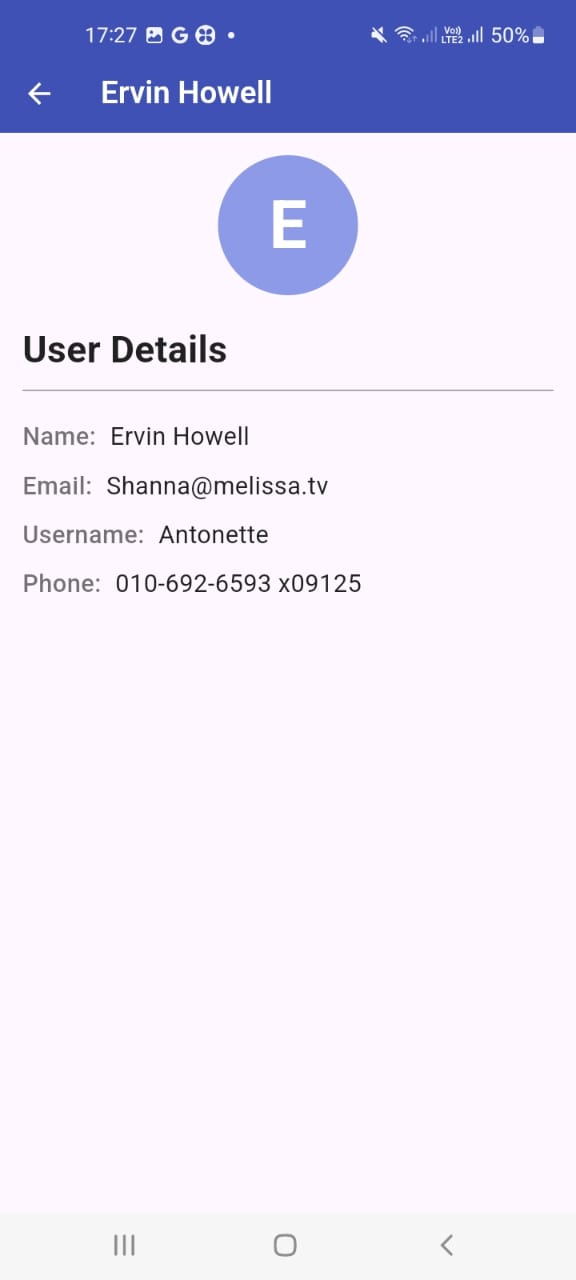 17:27 G Vo)) LTE2 50%
Ervin Howell
E
User Details
Name: Ervin Howell
Email: Shanna@melissa.tv
Username: Antonette
Phone: 010-692-6593 x09125